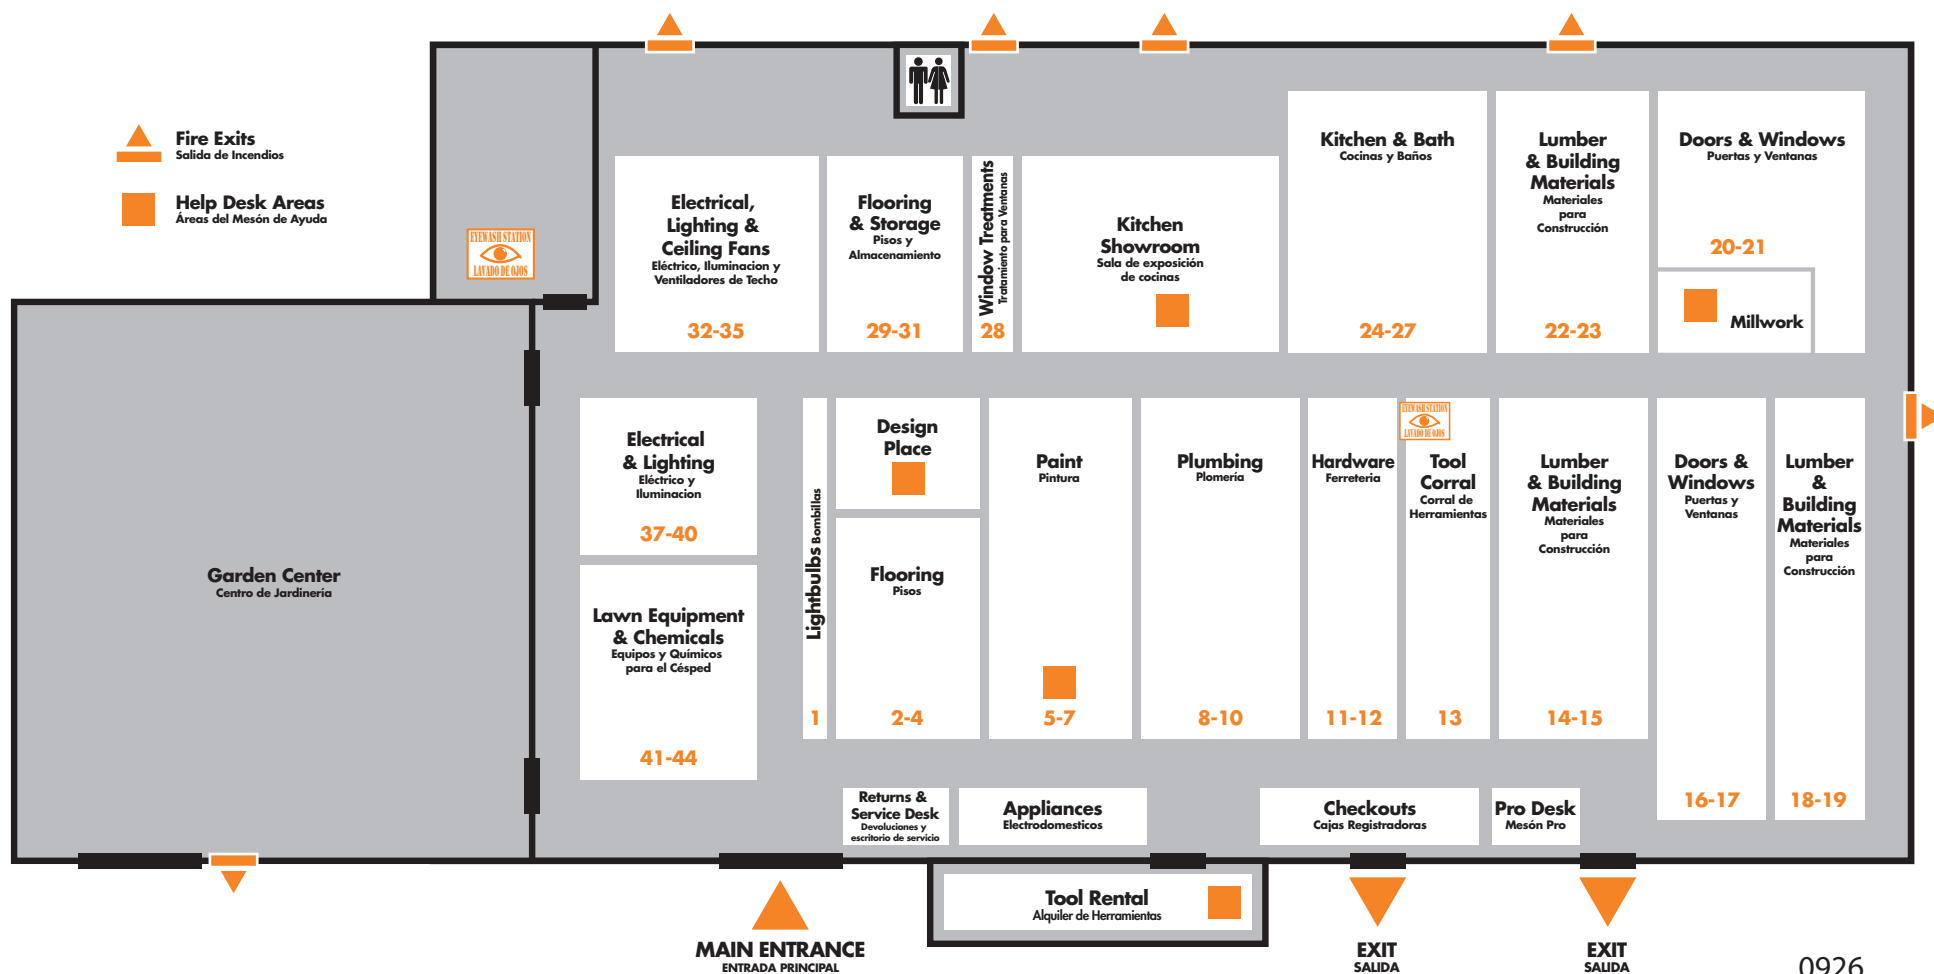 Fire Exits
Salida de Incendios
Help Desk Areas
Áreas del Mesón de Ayuda
EYEWASH STATION
LAVADO DE OJOS
Electrical,
Lighting &
Ceiling Fans
Eléctrico, Iluminacion y
Ventiladores de Techo
32-35
Flooring
& Storage
Pisos y
Almacenamiento
29-31
Window Treatments
Tratamiento para Ventanas
28
Kitchen
Showroom
Sala de exposición
de cocinas
Kitchen & Bath
Cocinas y Baños
24-27
Lumber
& Building
Materials
Materiales
para
Construcción
22-23
Doors & Windows
Puertas y Ventanas
20-21
Millwork
Garden Center
Centro de Jardinería
Electrical
& Lighting
Eléctrico y
Iluminacion
37-40
Lawn Equipment
& Chemicals
Equipos y Químicos
para el Césped
41-44
Lightbulbs Bombillas
1
Design
Place
Flooring
Pisos
2-4
Paint
Pintura
5-7
Plumbing
Plomería
8-10
Hardware
Ferreteria
11-12
EYEWASH STATION
LAVADO DE OJOS
Tool
Corral
Corral de
Herramientas
13
Lumber
& Building
Materials
Materiales
para
Construcción
14-15
Doors &
Windows
Puertas y
Ventanas
16-17
Lumber
&
Building
Materials
Materiales
para
Construcción
18-19
Returns &
Service Desk
Devoluciones y
escritorio de servicio
Appliances
Electrodomesticos
Checkouts
Cajas Registradoras
Pro Desk
Mesón Pro
Tool Rental
Alquiler de Herramientas
MAIN ENTRANCE
ENTRADA PRINCIPAL
EXIT
SALIDA
EXIT
SALIDA
0926